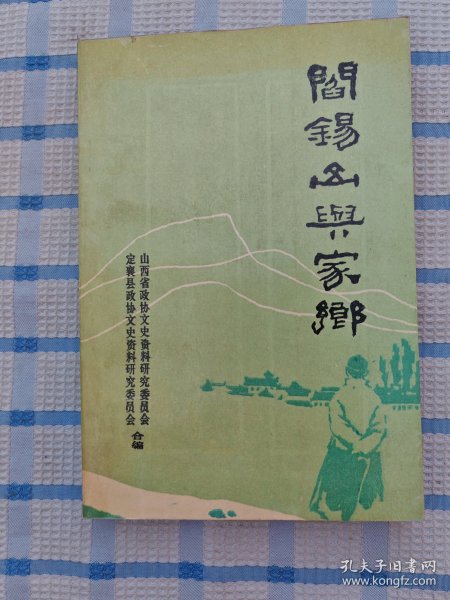 閻錫山與家鄉
山西省政协文史资料研究委员会
定襄县政协文史资料研究委员会
合编
孔夫子旧书网
www.kongfz.com